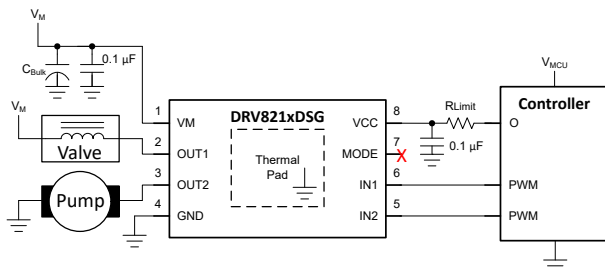 VM
0.1 µF
CBulk
VM
Valve
Pump
1
2
3
4
DRV821xDSG
VM
OUT1
OUT2
GND
Thermal
Pad
VCC
MODE
IN1
IN2
8
7
6
5
X
RLimit
0.1 µF
VMCU
Controller
O
PWM
PWM